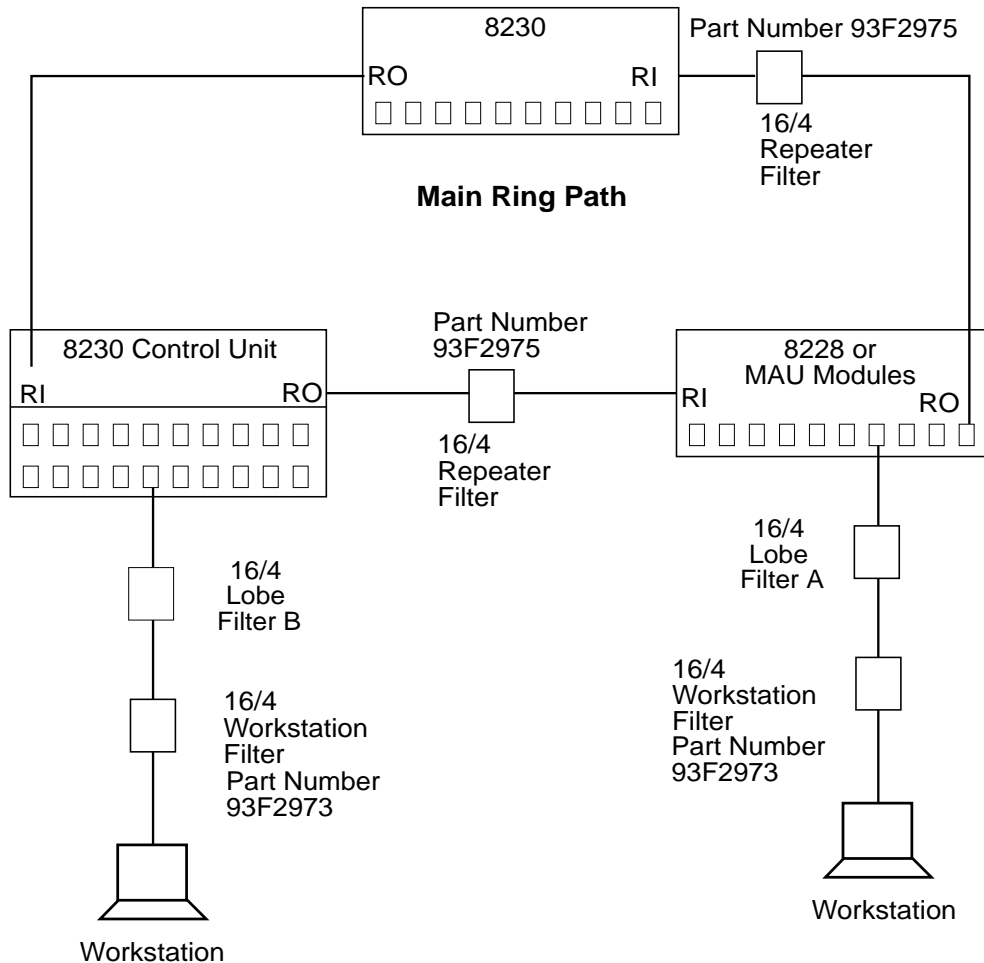 8230
RO
RI
Part Number 93F2975
16/4
Repeater
Filter
Main Ring Path
8230 Control Unit
RI
RO
Part Number
93F2975
16/4
Repeater
Filter
8228 or
MAU Modules
RI
RO
16/4
Lobe
Filter B
16/4
Workstation
Filter
Part Number
93F2973
Workstation
16/4
Lobe
Filter A
16/4
Workstation
Filter
Part Number
93F2973
Workstation